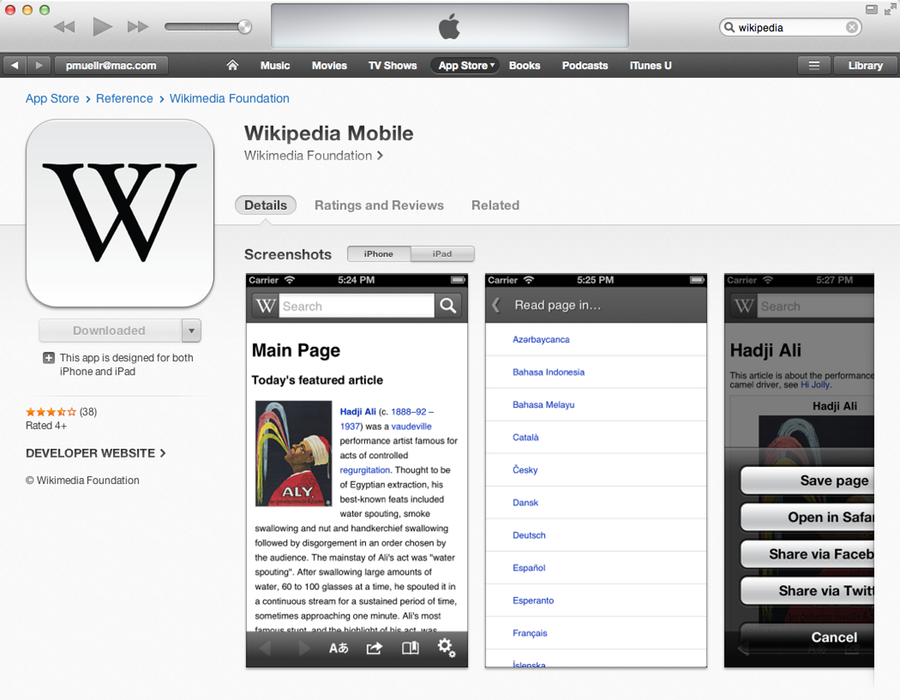 wikipedia
pmuellr@mac.com
Music
Movies
TV Shows
App Store
Books
Podcasts
iTunes U
Library
App Store > Reference > Wikimedia Foundation
W
Wikipedia Mobile
Wikimedia Foundation >
Details
Ratings and Reviews
Related
Downloaded
This app is designed for both
iPhone and iPad
(38)
Rated 4+
DEVELOPER WEBSITE >
© Wikimedia Foundation
Screenshots
iPhone
iPad
Carrier
5:24 PM
W
Search
Main Page
Today's featured article
ALY.
Hadji Ali (c. 1888–92 –
1937) was a vaudeville
performance artist famous for
acts of controlled
regurgitation. Thought to be
of Egyptian extraction, his
best-known feats included
water spouting, smoke
swallowing and nut and handkerchief swallowing
followed by disgorgement in an order chosen by
the audience. The mainstay of Ali's act was "water
spouting". After swallowing large amounts of
water, 60 to 100 glasses at a time, he spouted it in
a continuous stream for a sustained period of time,
sometimes approaching one minute. Ali's most
famous stunt, and the highlight of his act, was
Aあ
Carrier
5:25 PM
Read page in…
Azərbaycanca
Bahasa Indonesia
Bahasa Melayu
Català
Česky
Dansk
Deutsch
Español
Esperanto
Français
Íslenska
Carrier
5:27 PM
W
Search
Hadji Ali
This article is about the performance
camel driver, see Hi Jolly.
Hadji Ali
Save page
Open in Safar
Share via Faceb
Share via Twitt
Cancel